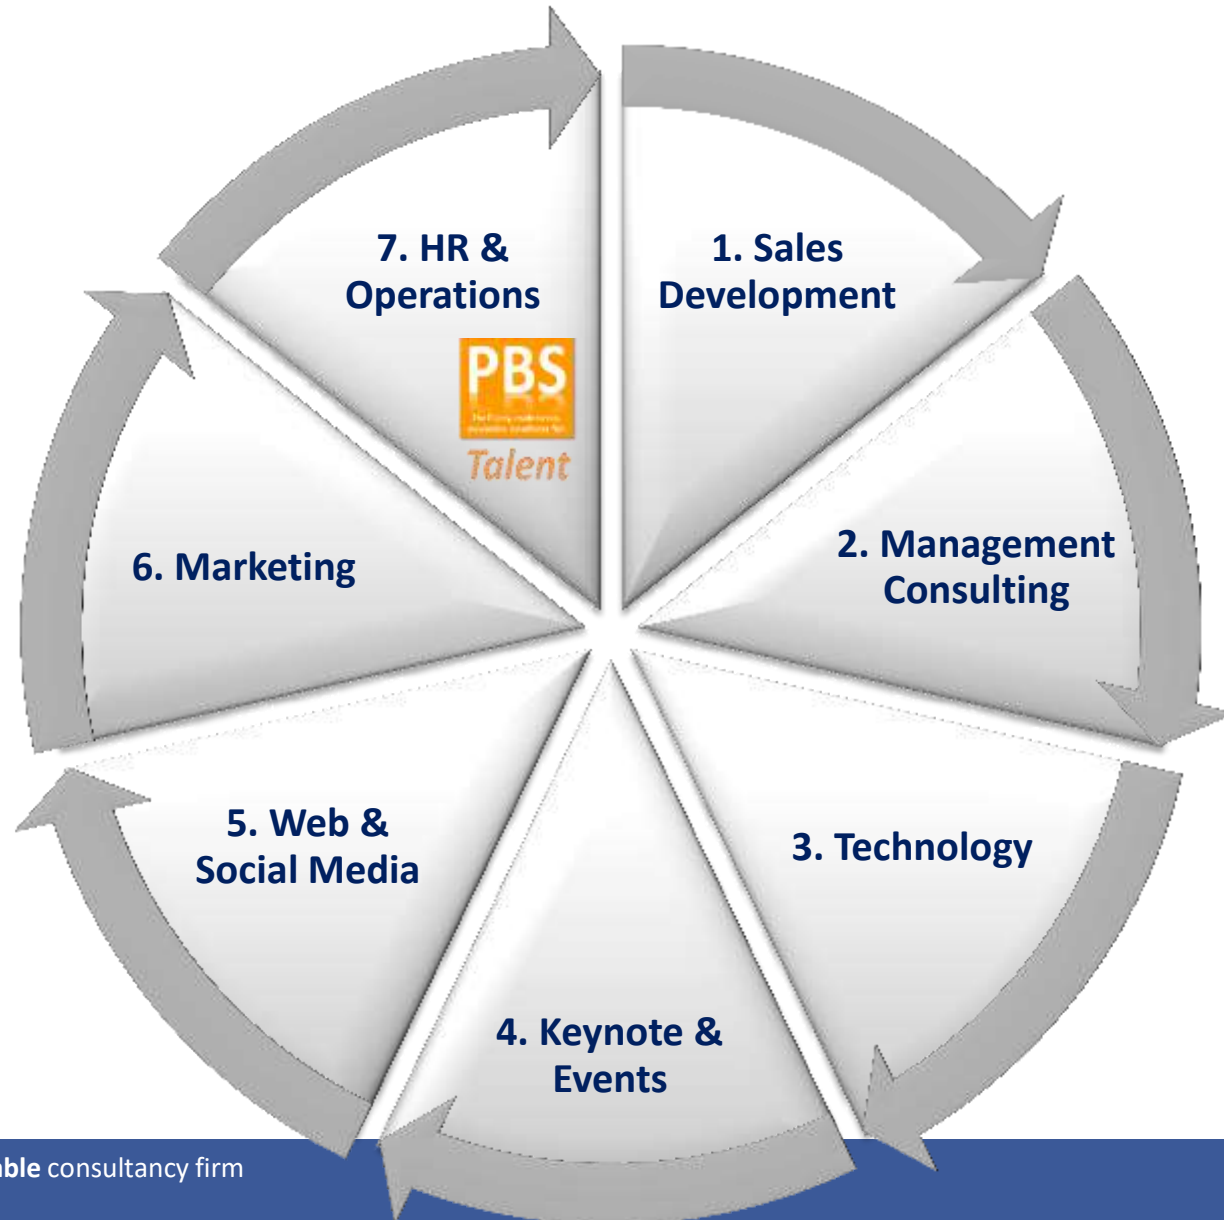 7. HR &
Operations
PBS
Talent
1. Sales
Development
2. Management
Consulting
3. Technology
4. Keynote &
Events
5. Web &
Social Media
6. Marketing
consultancy firm